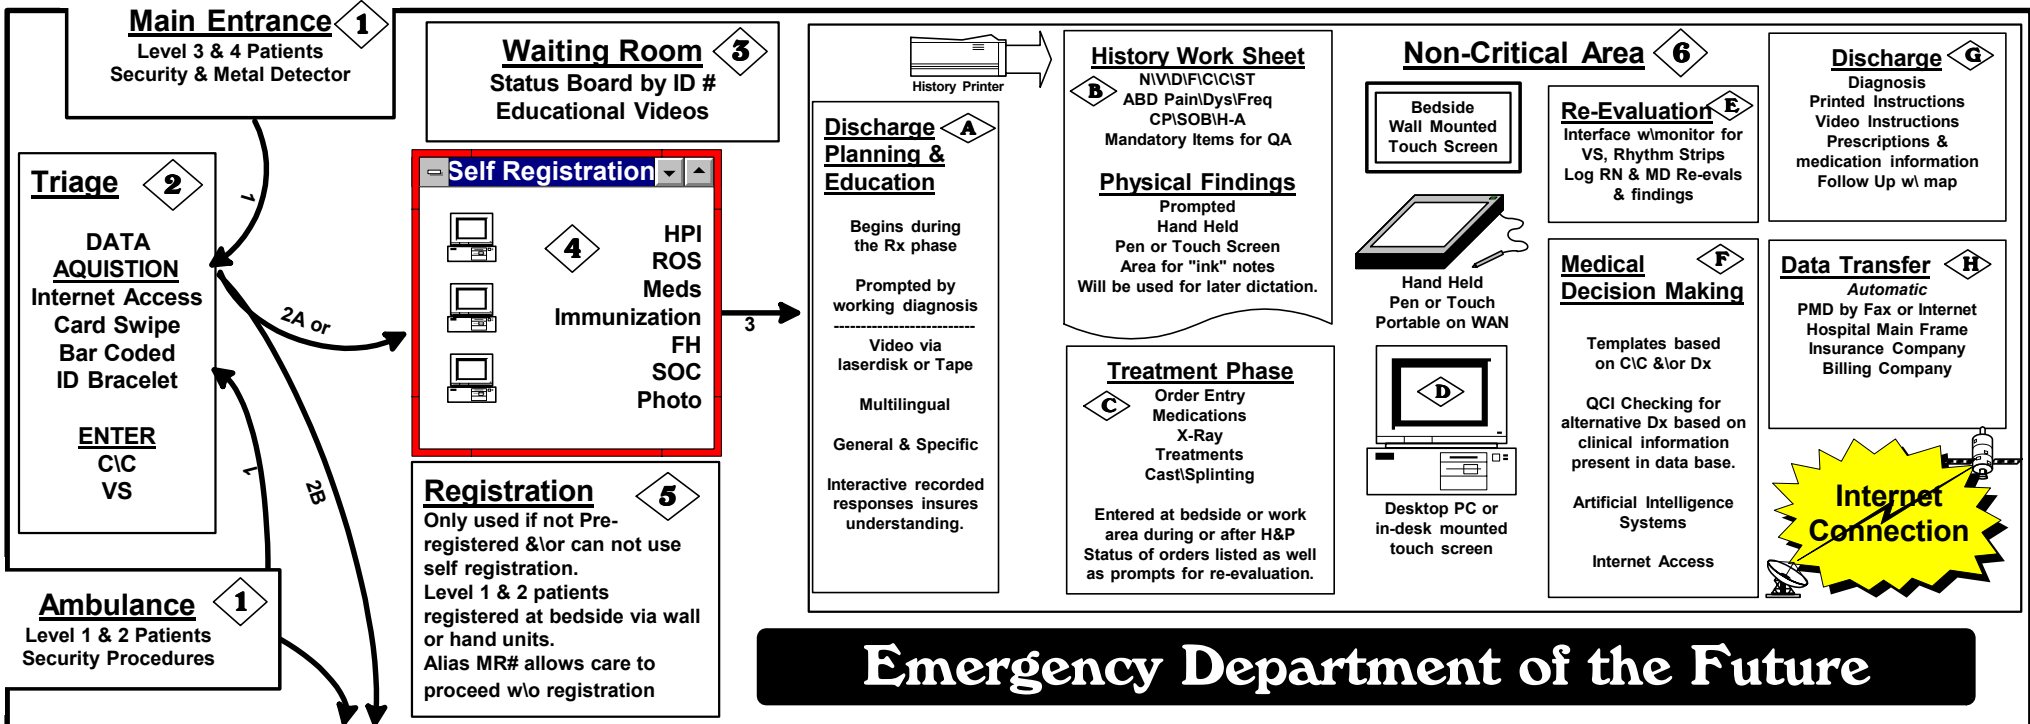 Main Entrance 1
Level 3 & 4 Patients
Security & Metal Detector
1
Triage 2
DATA
AQUISTION
Internet Access
Card Swipe
Bar Coded
ID Bracelet
ENTER
C\C
VS
1
Ambulance 1
Level 1 & 2 Patients
Security Procedures
2A or
2B
Waiting Room 3
Status Board by ID #
Educational Videos
Self Registration
4
HPI
ROS
Meds
Immunization
FH
SOC
Photo
3
Registration 5
Only used if not Pre-
registered &\or can not use
self registration.
Level 1 & 2 patients
registered at bedside via wall
or hand units.
Alias MR# allows care to
proceed w\o registration
History Printer
Discharge A
Planning &
Education
Begins during
the Rx phase
Prompted by
working diagnosis
--------------------------
Video via
laserdisk or Tape
Multilingual
General & Specific
Interactive recorded
responses insures
understanding.
History Work Sheet
B
N\V\D\F\C\C\ST
ABD Pain\Dys\Freq
CP\SOB\H-A
Mandatory Items for QA
Physical Findings
Prompted
Hand Held
Pen or Touch Screen
Area for "ink" notes
Will be used for later dictation.
Treatment Phase
C
Order Entry
Medications
X-Ray
Treatments
Cast\Splinting
Entered at bedside or work
area during or after H&P
Status of orders listed as well
as prompts for re-evaluation.
Non-Critical Area 6
Bedside
Wall Mounted
Touch Screen
Hand Held
Pen or Touch
Portable on WAN
D
Desktop PC or
in-desk mounted
touch screen
Re-Evaluation E
Interface w\monitor for
VS, Rhythm Strips
Log RN & MD Re-evals
& findings
Medical F
Decision Making
Templates based
on C\C &\or Dx
QCI Checking for
alternative Dx based on
clinical information
present in data base.
Artificial Intelligence
Systems
Internet Access
Discharge G
Diagnosis
Printed Instructions
Video Instructions
Prescriptions &
medication information
Follow Up w\ map
Data Transfer H
Automatic
PMD by Fax or Internet
Hospital Main Frame
Insurance Company
Billing Company
Internet
Connection
Emergency Department of the Future